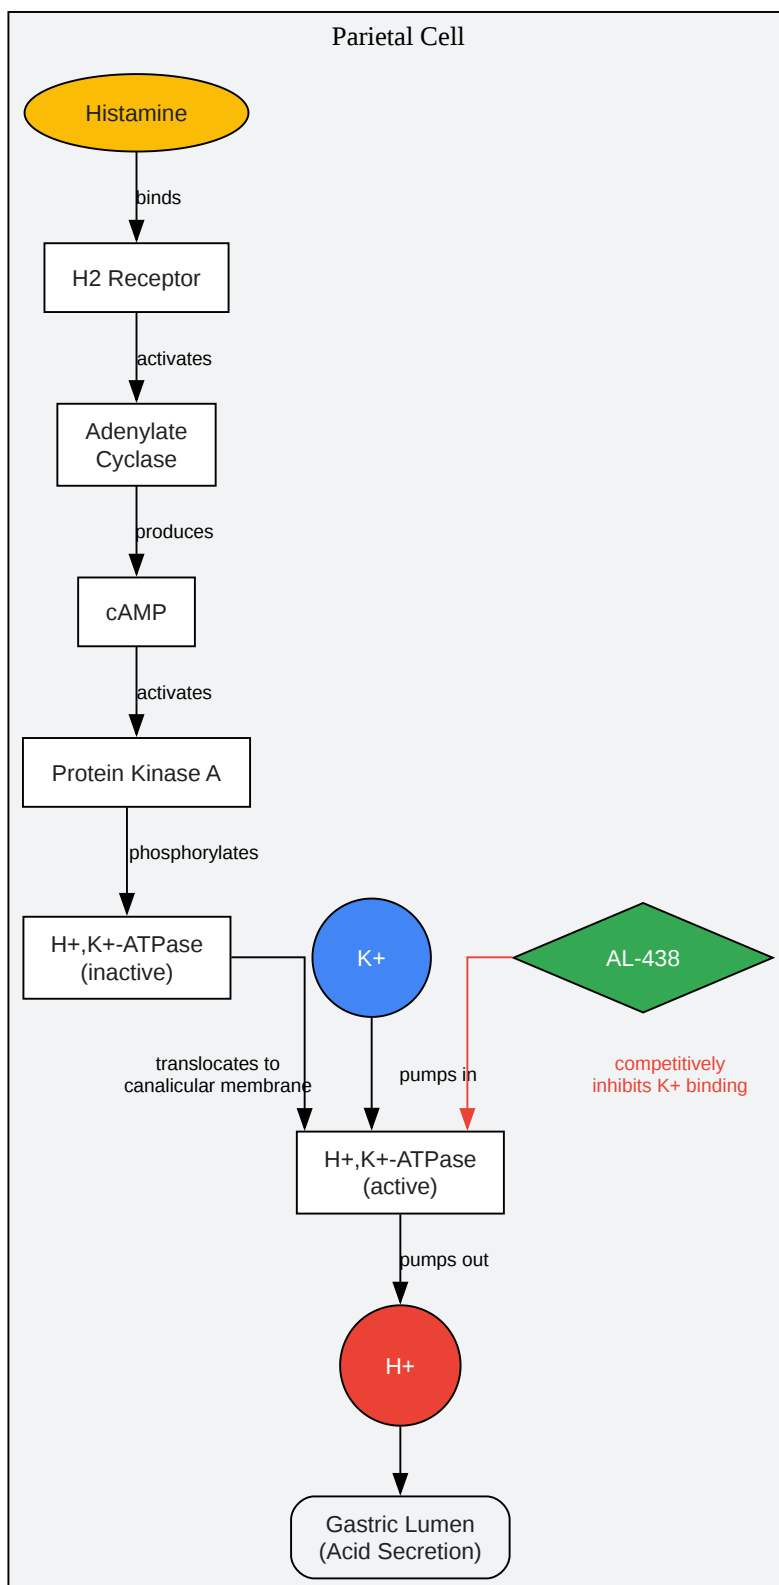 Parietal Cell
Histamine
binds
H2 Receptor
activates
Adenylate
Cyclase
produces
cAMP
activates
Protein Kinase A
phosphorylates
H+,K+-ATPase
(inactive)
K+
AL-438
translocates to
canalicular membrane
pumps in
competitively
inhibits K+ binding
H+,K+-ATPase
(active)
pumps out
H+
Gastric Lumen
(Acid Secretion)